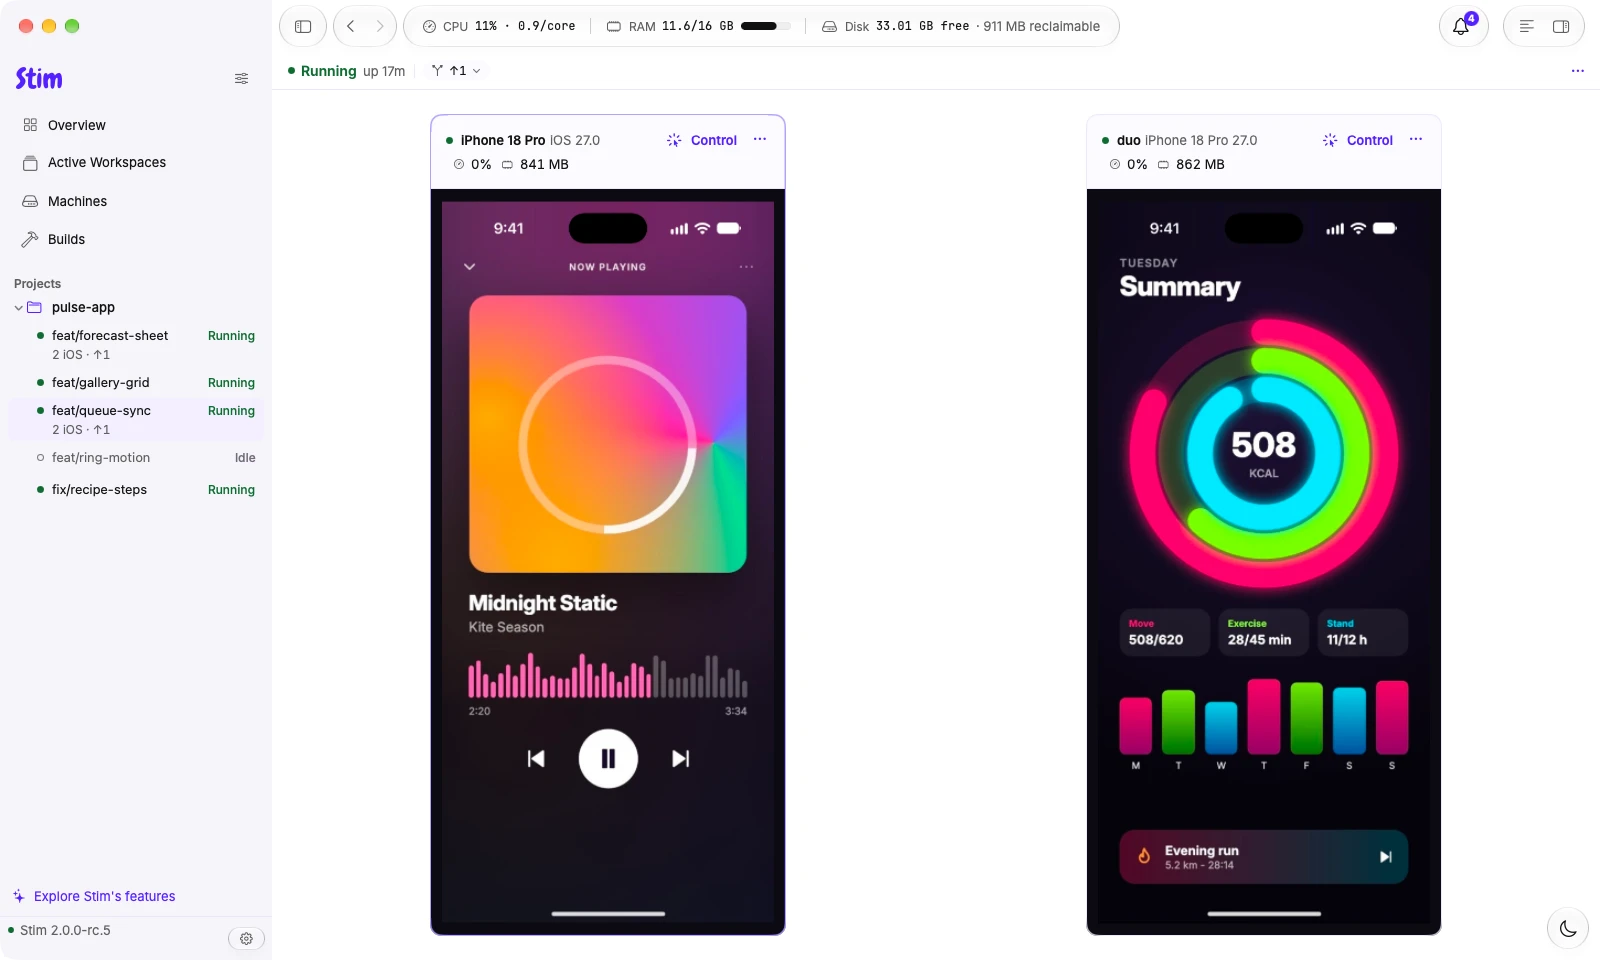 CPU 11% · 0.9/core
RAM 11.6/16 GB
Disk 33.01 GB free · 911 MB reclaimable
4
Stim
Running up 17m
↑1
Overview
Active Workspaces
Machines
Builds
Projects
pulse-app
feat/forecast-sheet Running
2 iOS · ↑1
feat/gallery-grid Running
feat/queue-sync Running
2 iOS · ↑1
feat/ring-motion Idle
fix/recipe-steps Running
Explore Stim's features
Stim 2.0.0-rc.5
iPhone 18 Pro iOS 27.0 Control
0% 841 MB
9:41
NOW PLAYING
Midnight Static
Kite Season
2:20 3:34
duo iPhone 18 Pro 27.0 Control
0% 862 MB
9:41
TUESDAY
Summary
508
KCAL
Move Exercise Stand
508/620 28/45 min 11/12 h
M T W T F S S
Evening run
5.2 km - 28:14